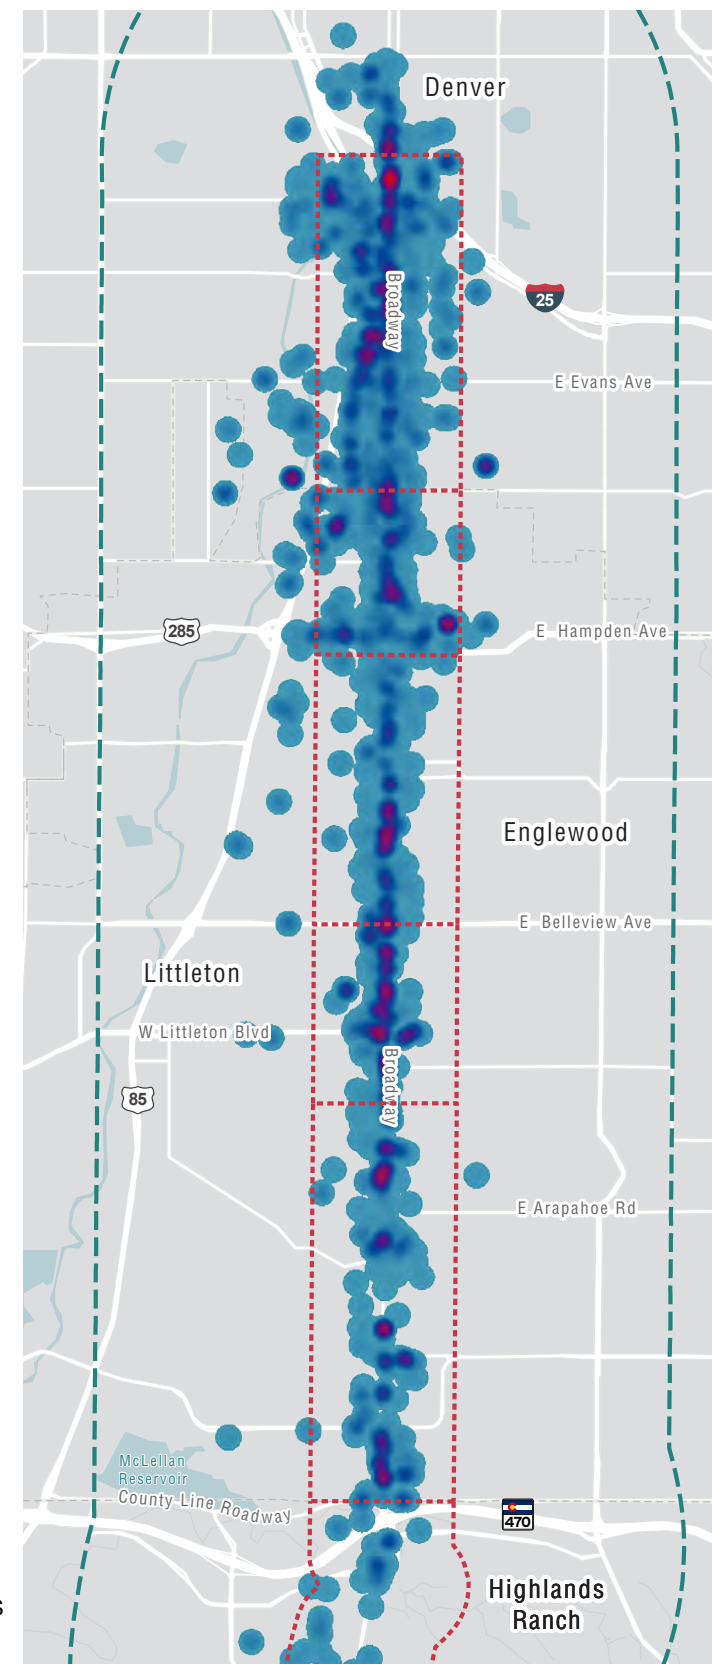 Denver
Broadway
25
E Evans Ave
285
E Hampden Ave
Englewood
E Belleview Ave
Littleton
W Littleton Blvd
Broadway
85
E Arapahoe Rd
McLellan
Reservoir
County Line Roadway
470
Highlands
Ranch
s